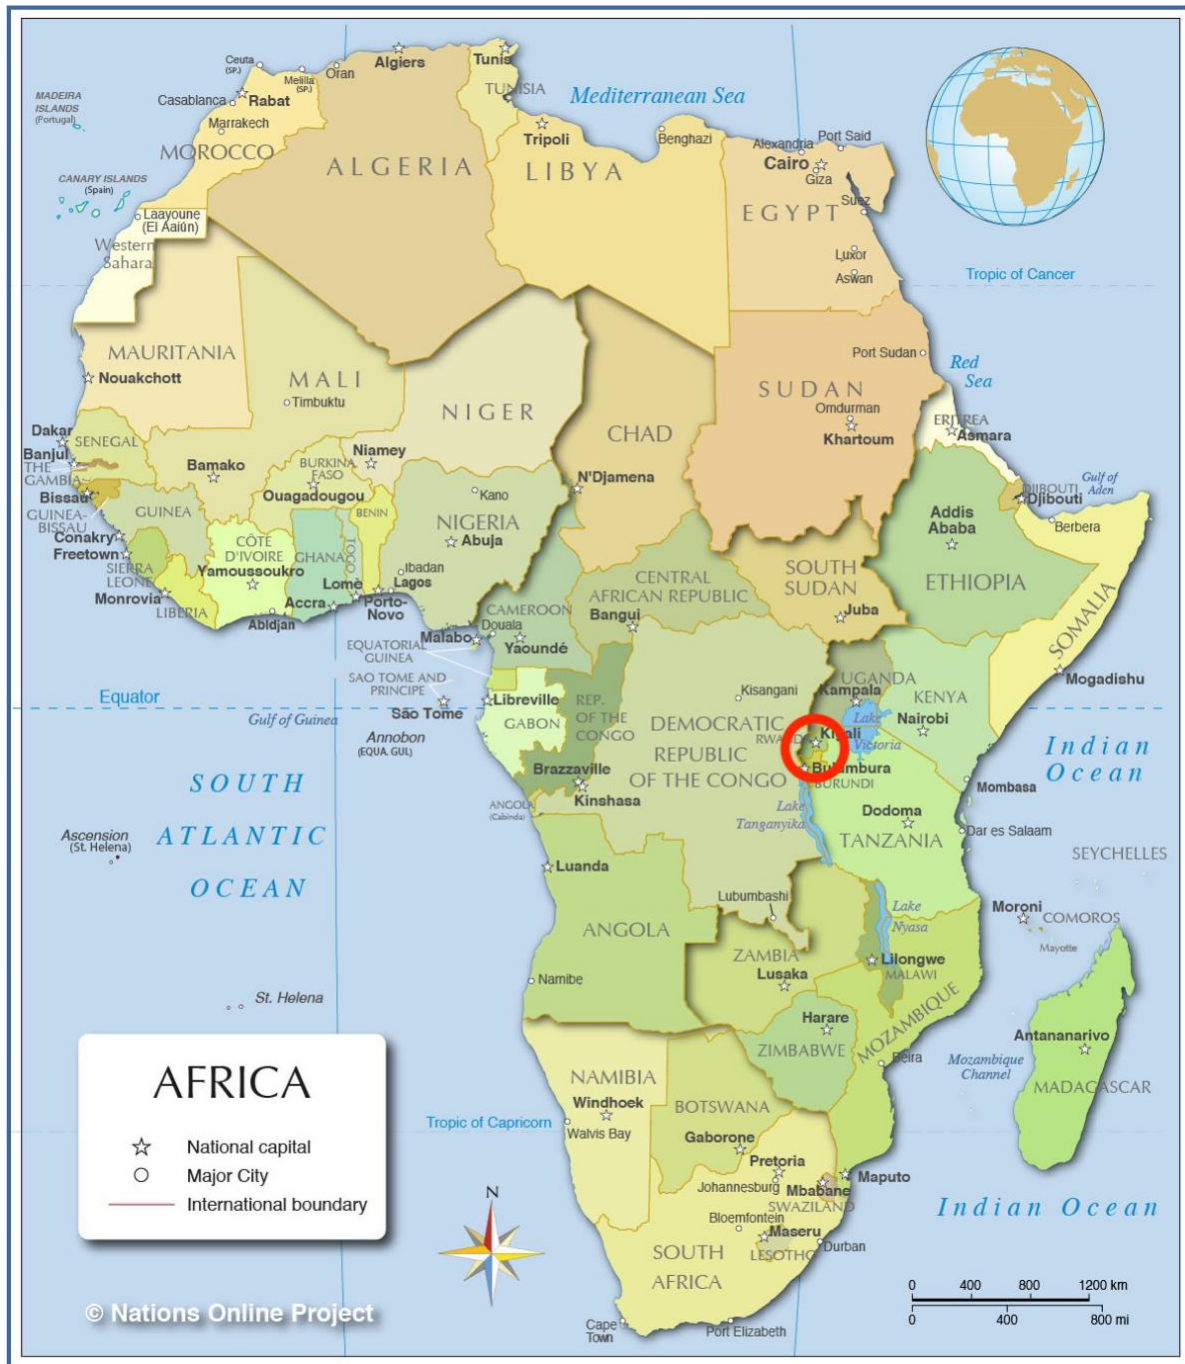 Ceuta
(SP.)
Melilla
(SP.)
Oran
Algiers
Tunis
TUNISIA
MADEIRA
ISLANDS
(Portugal)
Casablanca
Rabat
Marrakech
MOROCCO
Mediterranean Sea
Tripoli
Benghazi
Alexandria
Port Said
Cairo
Giza
Suez
ALGERIA
LIBYA
EGYPT
CANARY ISLANDS
(Spain)
Laayoune
(El Aaiún)
Western
Sahara
Luxor
Aswan
Tropic of Cancer
MAURITANIA
Nouakchott
MALI
Timbuktu
NIGER
CHAD
SUDAN
Port Sudan
Red
Sea
Omdurman
Khartoum
ERITREA
Asmara
Dakar
SENEGAL
Banjul
THE
GAMBIA
Bissau
GUINEA-
BISSAU
Bamako
BURKINA
FASO
Ouagadougou
Niamey
N'Djamena
DJIBOUTI
Djibouti
Gulf of
Aden
Berbera
GUINEA
Conakry
Freetown
SIERRA
LEONE
Monrovia
LIBERIA
CÔTE
D'IVOIRE
Yamoussoukro
Abidjan
GHANA
Accra
TOGO
Lomé
BENIN
Porto-
Novo
Kano
NIGERIA
Abuja
Ibadan
Lagos
Addis
Ababa
ETHIOPIA
SOMALIA
Mogadishu
CENTRAL
AFRICAN REPUBLIC
Bangui
SOUTH
SUDAN
Juba
CAMEROON
Douala
Malabo
Yaoundé
EQUATORIAL
GUINEA
SAO TOME AND
PRINCIPE
São Tome
Libreville
GABON
REP.
OF THE
CONGO
Brazzaville
Kinshasa
Kisangani
DEMOCRATIC
REPUBLIC
OF THE CONGO
UGANDA
Kampala
KENYA
Nairobi
Lake
Victoria
Kigali
Bujumbura
BURUNDI
Equator
Gulf of Guinea
Annobon
(EQUA. GUL)
Indian
Ocean
Mombasa
ANGOLA
(Cabinda)
Lake
Tanganyika
Dodoma
TANZANIA
Dar es Salaam
SEYCHELLES
SOUTH
ATLANTIC
OCEAN
Ascension
(St. Helena)
Luanda
ANGOLA
Lubumbashi
Lake
Nyasa
Moroni
COMOROS
Mayotte
ZAMBIA
Lusaka
Lilongwe
MALAWI
Namibe
St. Helena
Harare
ZIMBABWE
MOZAMBIQUE
Beira
Mozambique
Channel
Antananarivo
MADAGASCAR
NAMIBIA
Windhoek
Walvis Bay
BOTSWANA
Gaborone
Tropic of Capricorn
Pretoria
Johannesburg
Mbabane
SWAZILAND
Maputo
Bloemfontein
Maseru
LESOTHO
Durban
SOUTH
AFRICA
Cape
Town
Port Elizabeth
Indian Ocean
AFRICA
National capital
Major City
International boundary
N
0 400 800 1200 km
0 400 800 mi
© Nations Online Project